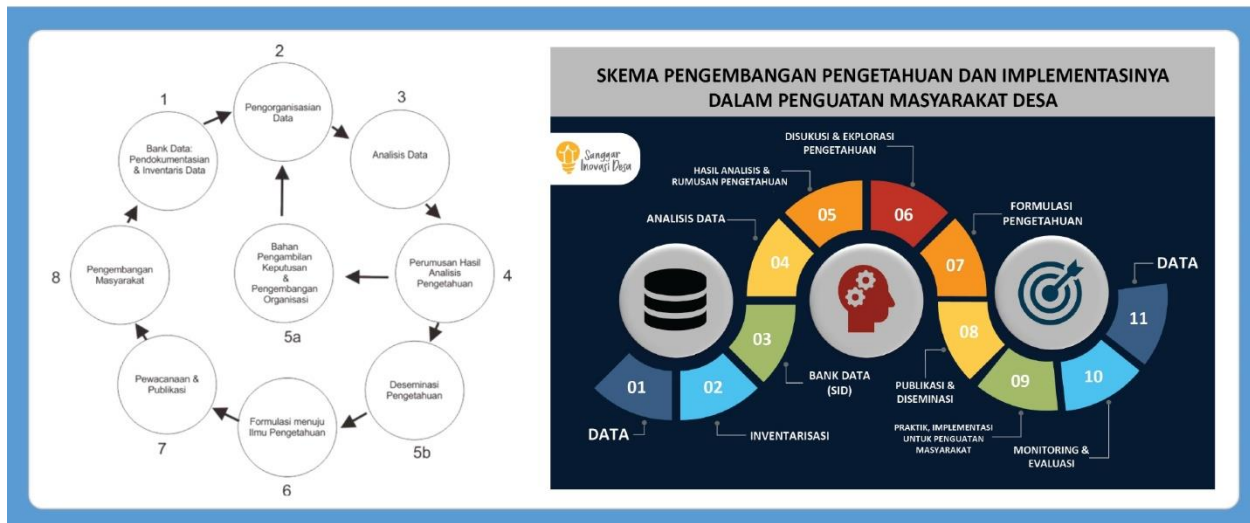 1
Bank Data:
Pendokumentasian
& Inventaris Data
2
Pengorganisasian
Data
3
Analisis Data
4
Perumusan Hasil
Analisis
Pengetahuan
5a
Bahan
Pengambilan
Keputusan
&
Pengembangan
Organisasi
5b
Deseminasi
Pengetahuan
6
Formulasi menuju
Ilmu Pengetahuan
7
Pewacanaan &
Publikasi
8
Pengembangan
Masyarakat
SKEMA PENGEMBANGAN PENGETAHUAN DAN IMPLEMENTASINYA
DALAM PENGUATAN MASYARAKAT DESA
Sanggar
Inovasi Desa
01
DATA
02
INVENTARISASI
03
BANK DATA
(SID)
04
ANALISIS DATA
05
HASIL ANALISIS &
RUMUSAN PENGETAHUAN
06
DISUKUSI & EKPLORASI
PENGETAHUAN
07
FORMULASI
PENGETAHUAN
08
PUBLIKASI &
DISEMINASI
09
PRAKTIK, IMPLEMENTASI
UNTUK PENGUATAN
MASYARAKAT
10
MONITORING &
EVALUASI
11
DATA